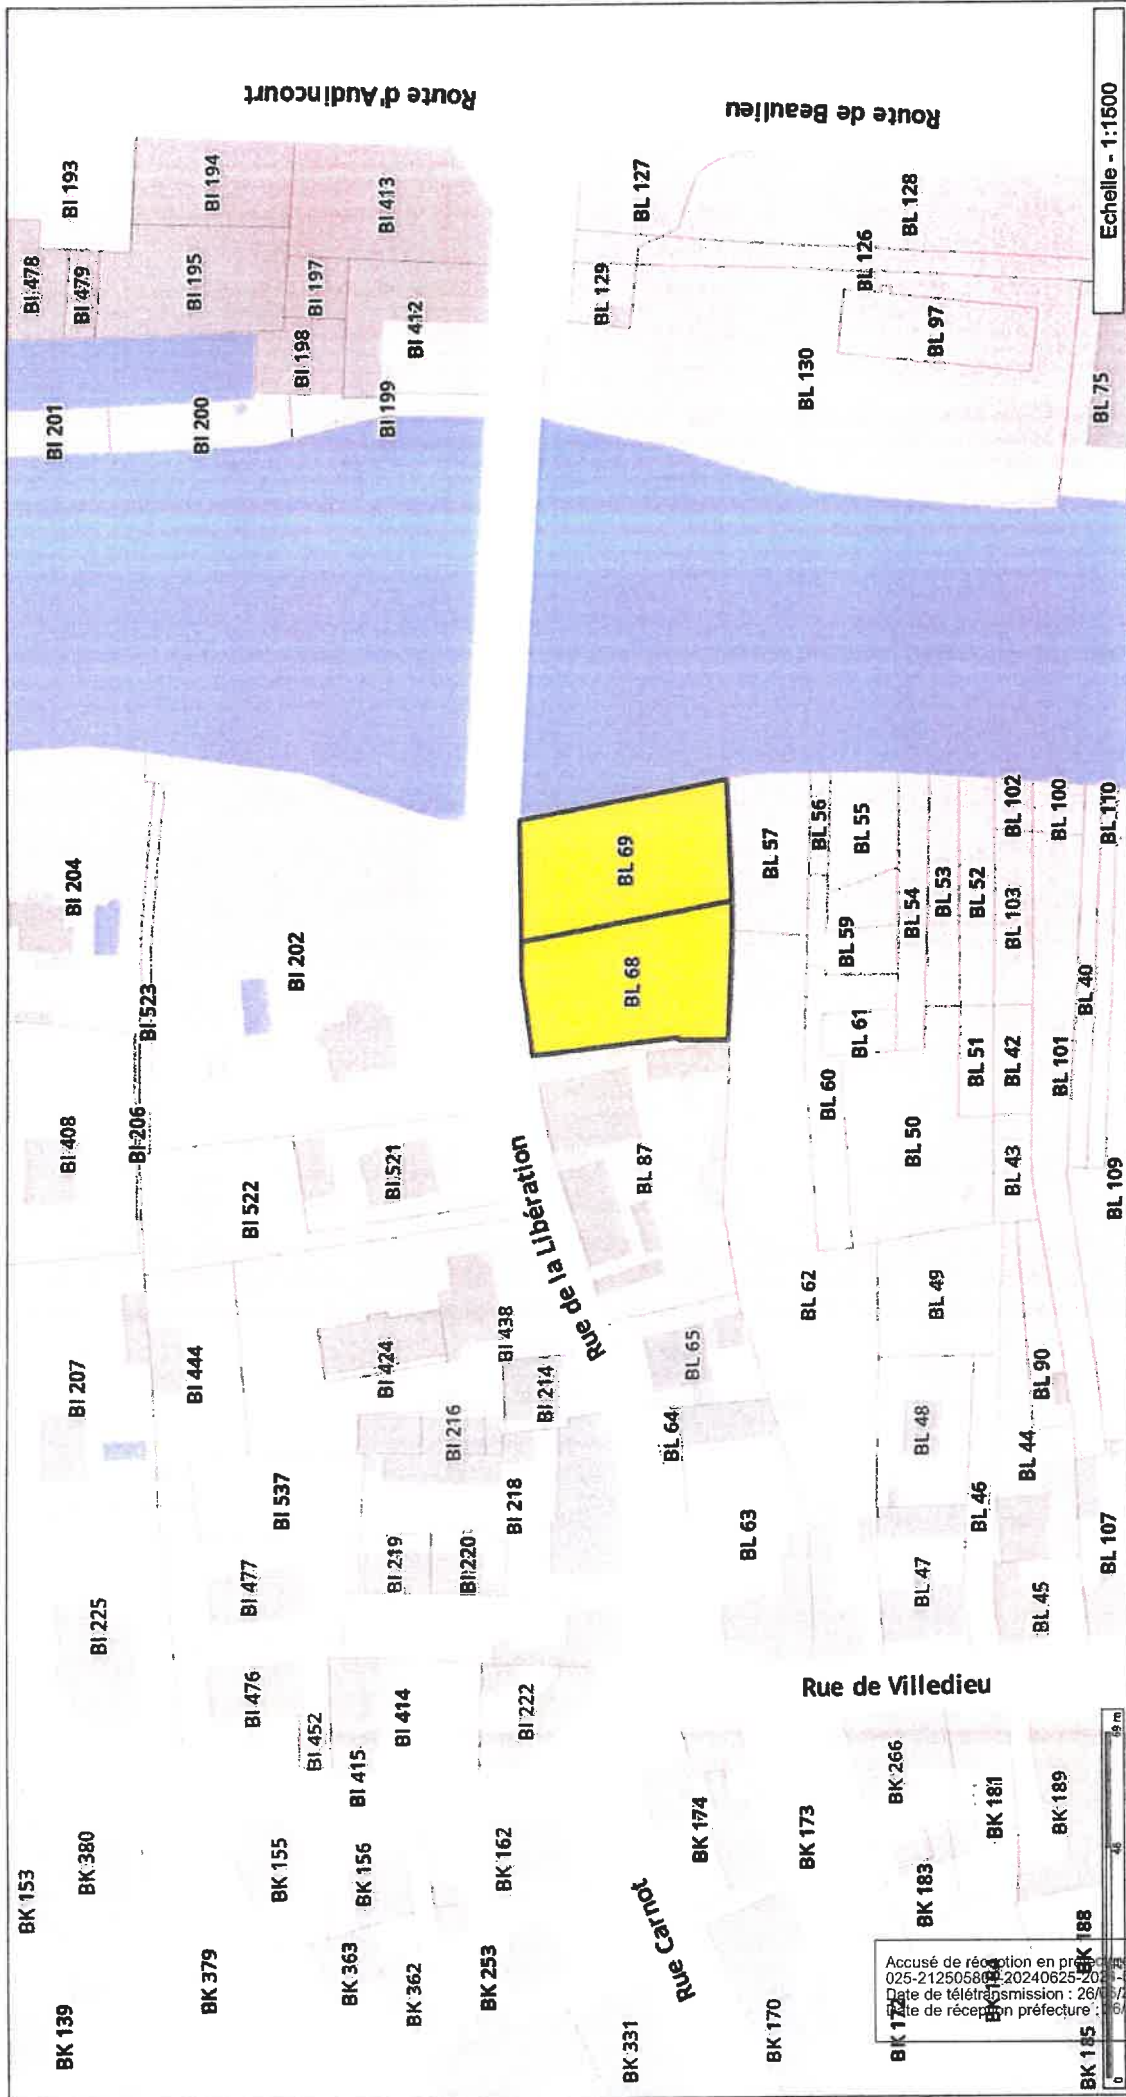 Route d'Audincourt
Route de Beaulieu
Echelle - 1:1500
BI 193
BI 194
BI 478
BI 479
BI 195
BI 197
BI 413
BI 198
BI 412
BI 201
BI 200
BI 199
BL 127
BL 129
BL 126
BL 128
BL 130
BL 97
BL 75
BI 204
BI 523
BI 202
BI 408
BI 206
BI 522
BI 521
BL 69
BL 68
BL 57
BL 56
BL 55
BL 59
BL 54
BL 53
BL 52
BL 102
BL 100
BL 110
BL 103
BL 61
BL 60
BL 51
BL 42
BL 40
BL 101
BL 50
BL 43
BL 109
BL 87
Rue de la Libération
BI 207
BI 444
BI 424
BI 438
BI 214
BI 216
BI 537
BI 218
BI 219
BI 220
BI 477
BI 225
BL 65
BL 64
BL 62
BL 63
BL 49
BL 48
BL 90
BL 44
BL 46
BL 47
BL 45
BL 107
BI 476
BI 452
BI 414
BI 415
BI 222
Rue de Villedieu
BK 153
BK 380
BK 155
BK 156
BK 162
BK 139
BK 379
BK 363
BK 362
BK 253
BK 331
Rue Carnot
BK 174
BK 173
BK 170
BK 266
BK 181
BK 189
BK 183
BK 188
BK 184
BK 172
BK 185
0
46
69 m
Accusé de réception en
025-20240625-
Date de télétransmission :
Date de réception préfecture :